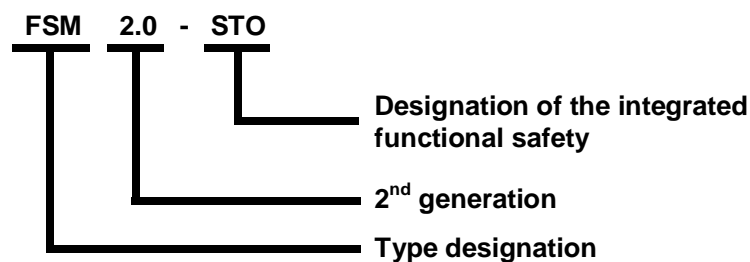 FSM 2.0 - STO
Designation of the integrated
functional safety
2nd generation
Type designation